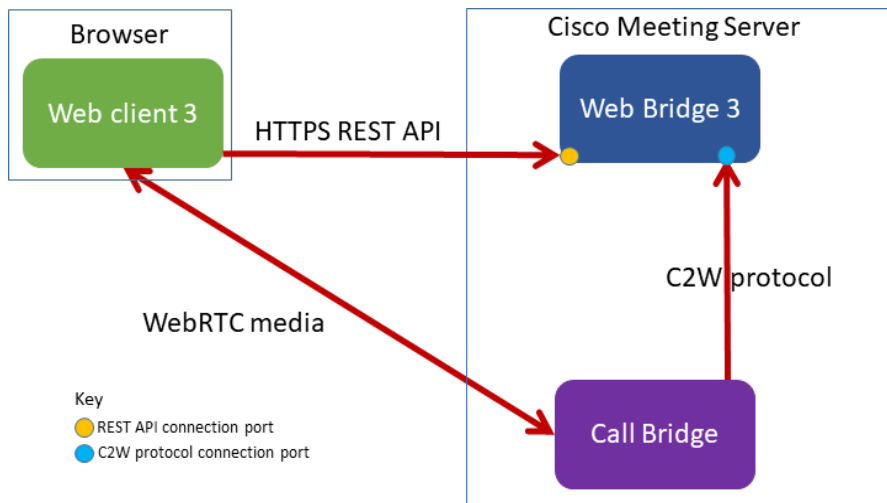 Browser
Cisco Meeting Server
Web client 3
Web Bridge 3
HTTPS REST API
C2W protocol
WebRTC media
Key
REST API connection port
C2W protocol connection port
Call Bridge